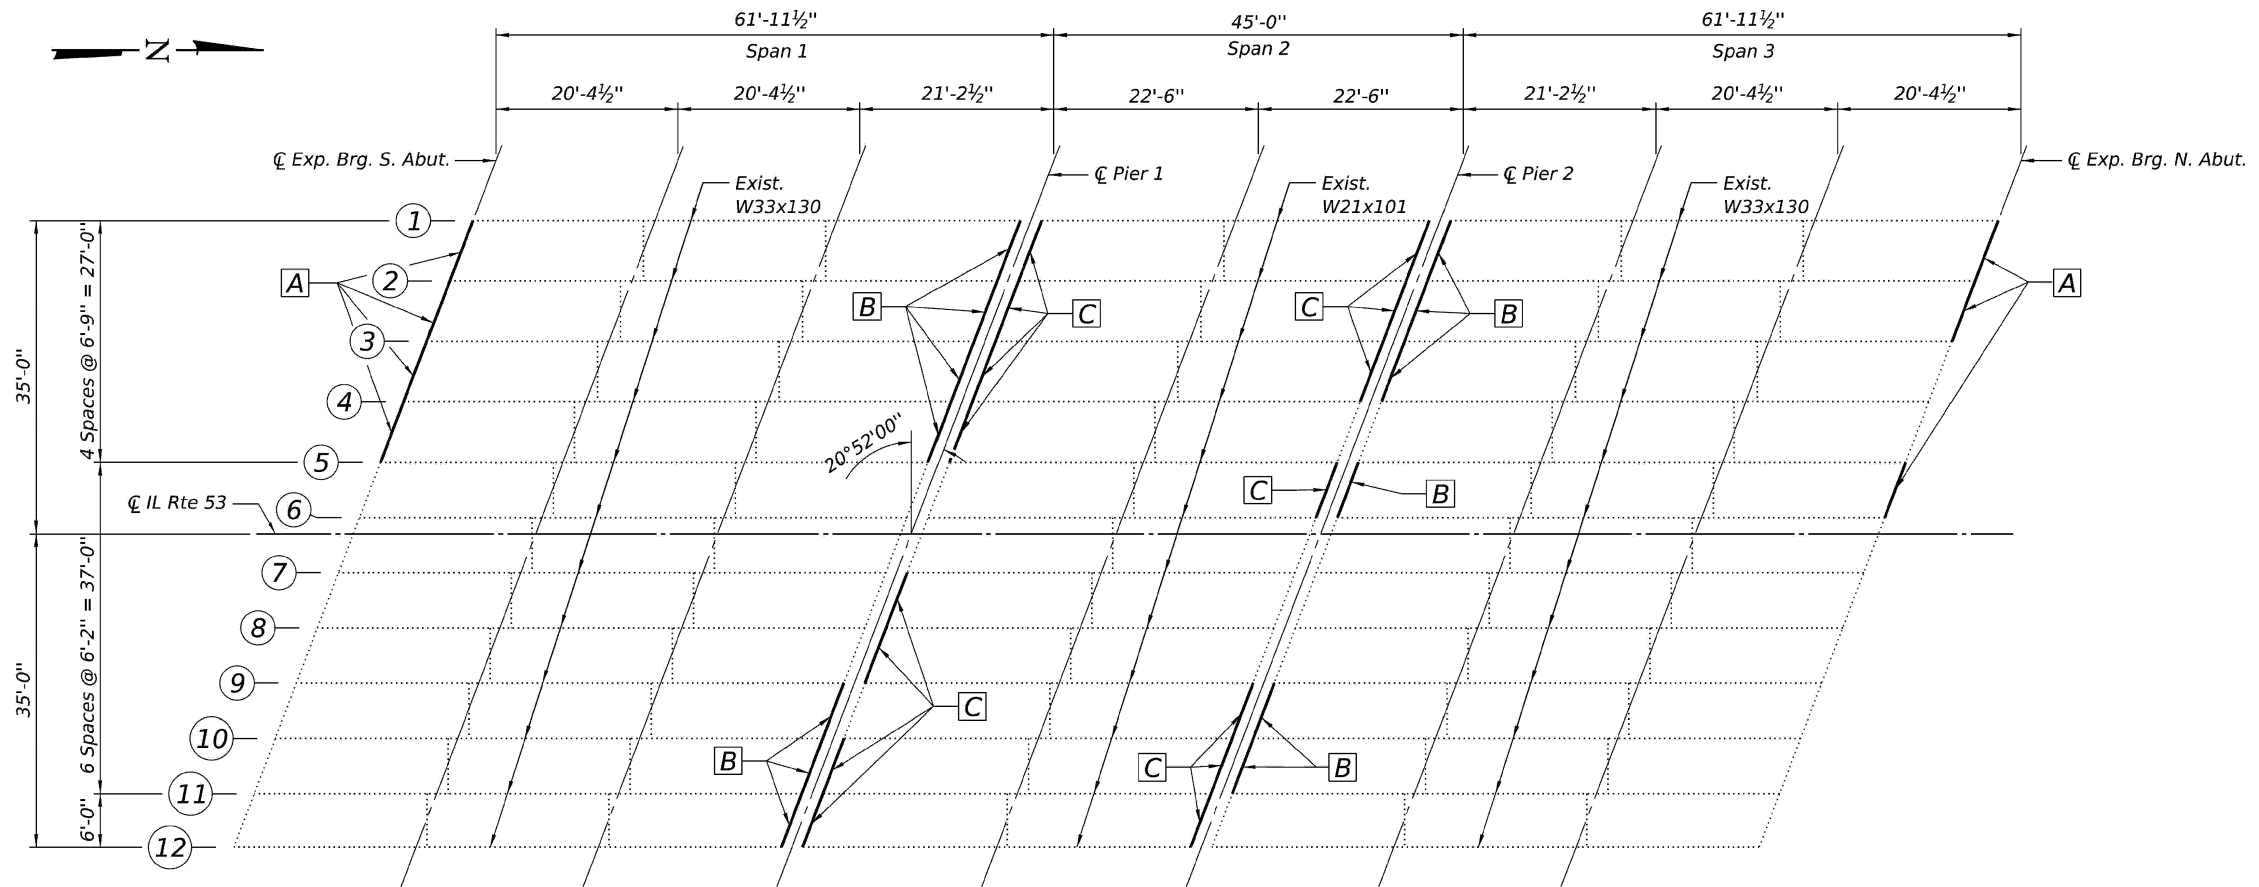 61'-11½" 45'-0" 61'-11½"
N
Span 1 Span 2 Span 3
20'-4½" 20'-4½" 21'-2½" 22'-6" 22'-6" 21'-2½" 20'-4½" 20'-4½"
℄ Exp. Brg. S. Abut. ℄ Pier 1 ℄ Pier 2 ℄ Exp. Brg. N. Abut.
Exist.
W33x130
Exist.
W21x101
Exist.
W33x130
1
2
3
4
5
6
7
8
9
10
11
12
35'-0"
35'-0"
4 Spaces @ 6'-9" = 27'-0"
6 Spaces @ 6'-2" = 37'-0"
6'-0"
A B C C B A
20°52'00"
℄ IL Rte 53
C B
C
B C B